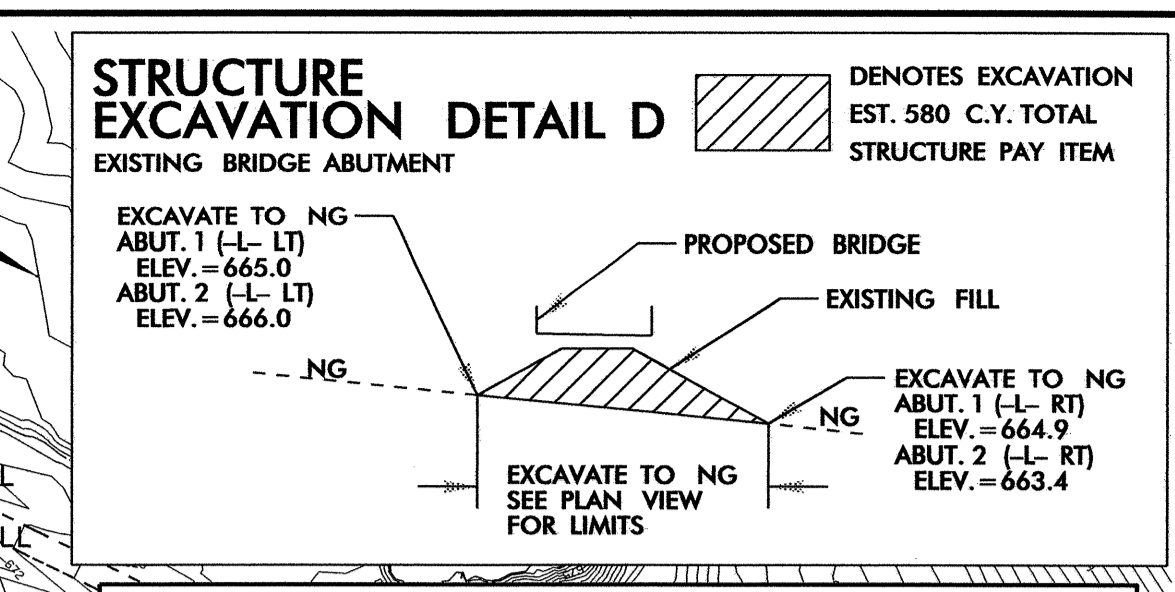 STRUCTURE
EXCAVATION DETAIL D
EXISTING BRIDGE ABUTMENT
DENOTES EXCAVATION
EST. 580 C.Y. TOTAL
STRUCTURE PAY ITEM
EXCAVATE TO NG
ABUT. 1 (-L- LT)
ELEV.=665.0
ABUT. 2 (-L- LT)
ELEV.=666.0
PROPOSED BRIDGE
EXISTING FILL
NG
NG
EXCAVATE TO NG
ABUT. 1 (-L- RT)
ELEV.=664.9
ABUT. 2 (-L- RT)
ELEV.=663.4
EXCAVATE TO NG
SEE PLAN VIEW
FOR LIMITS
L
LL
672
675